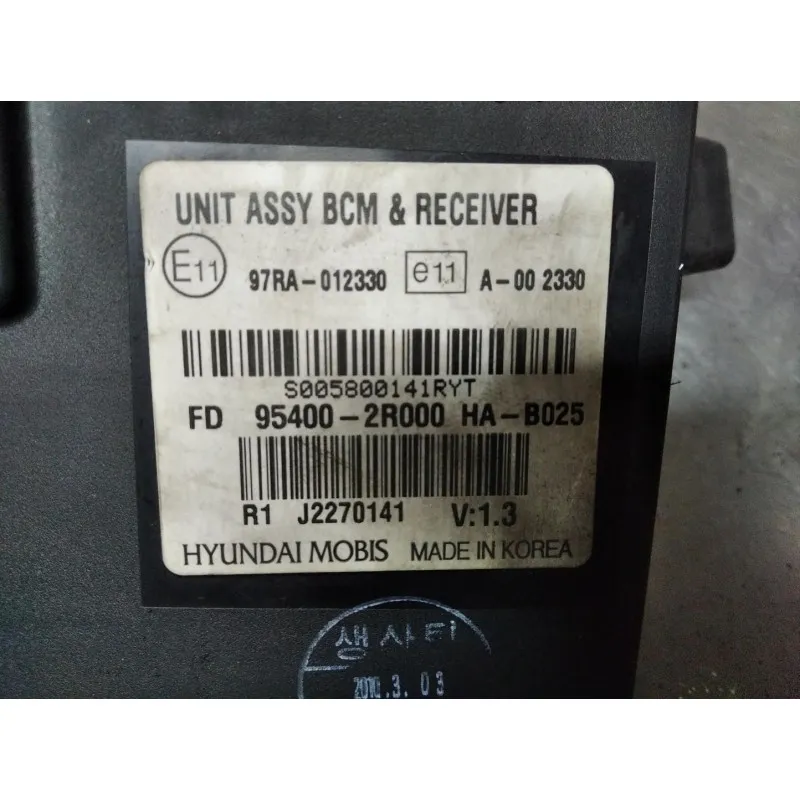 UNIT ASSY BCM & RECEIVER
E11 97RA-012330 e11 A-00 2330
S005800141RYT
FD 95400-2R000 HA-B025
R1 J2270141 V:1.3
HYUNDAI MOBIS MADE IN KOREA
생사티
2010.3.03